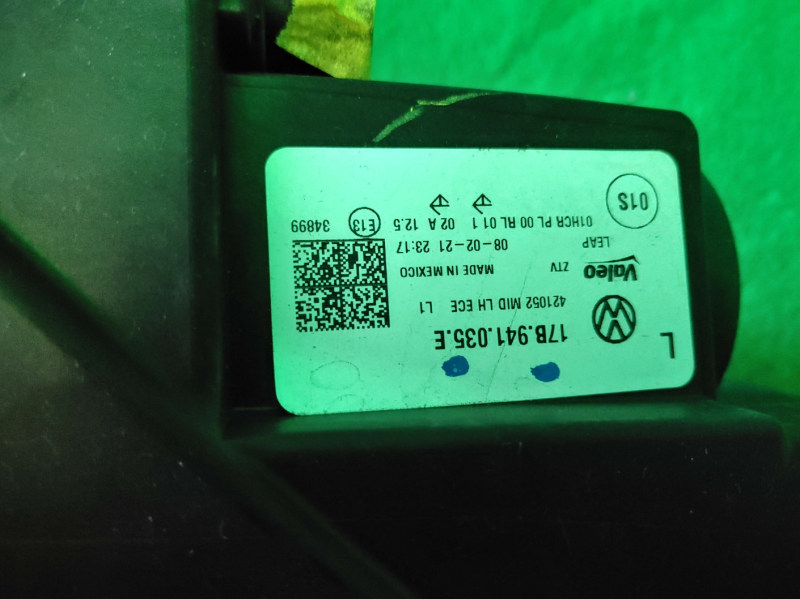 L
17B.941.035.E
421052 MID LH ECE L1
Valeo ZTV MADE IN MEXICO
LEAP 08-02-21 23:17
01HCR PL 00 RL 01 1 02 A 12.5 E13 34899
01S